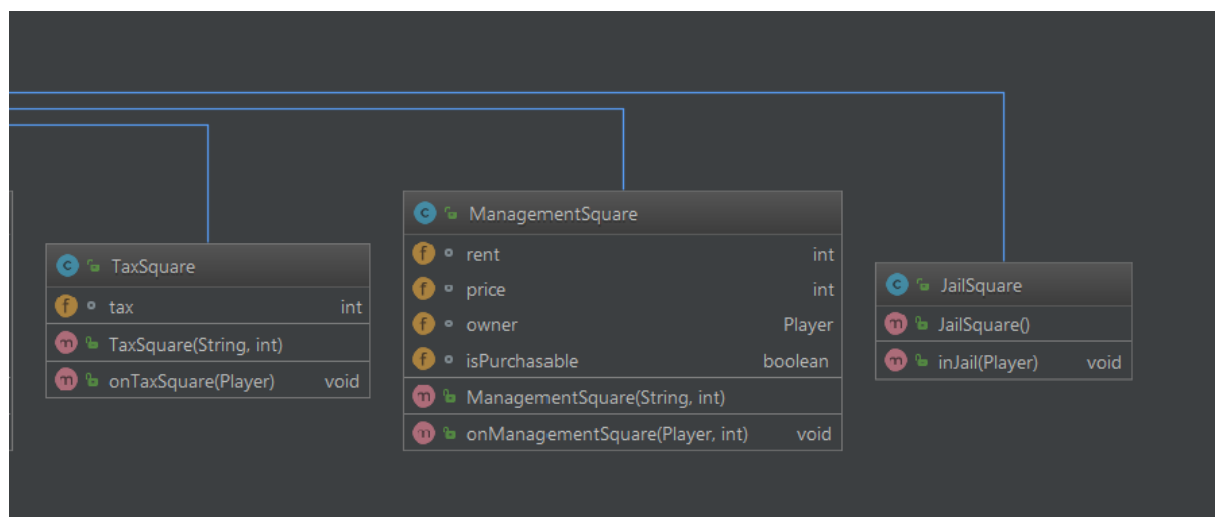 TaxSquare
tax int
TaxSquare(String, int)
onTaxSquare(Player) void
ManagementSquare
rent int
price int
owner Player
isPurchasable boolean
ManagementSquare(String, int)
onManagementSquare(Player, int) void
JailSquare
JailSquare()
inJail(Player) void